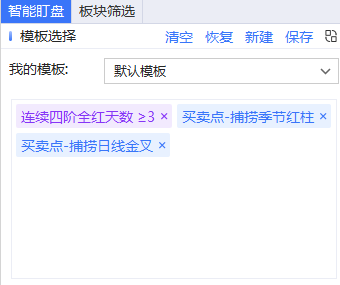 智能盯盘 板块筛选
模板选择 清空 恢复 新建 保存
我的模板: 默认模板
连续四阶全红天数 ≥3 × 买卖点-捕捞季节红柱 ×
买卖点-捕捞日线金叉 ×